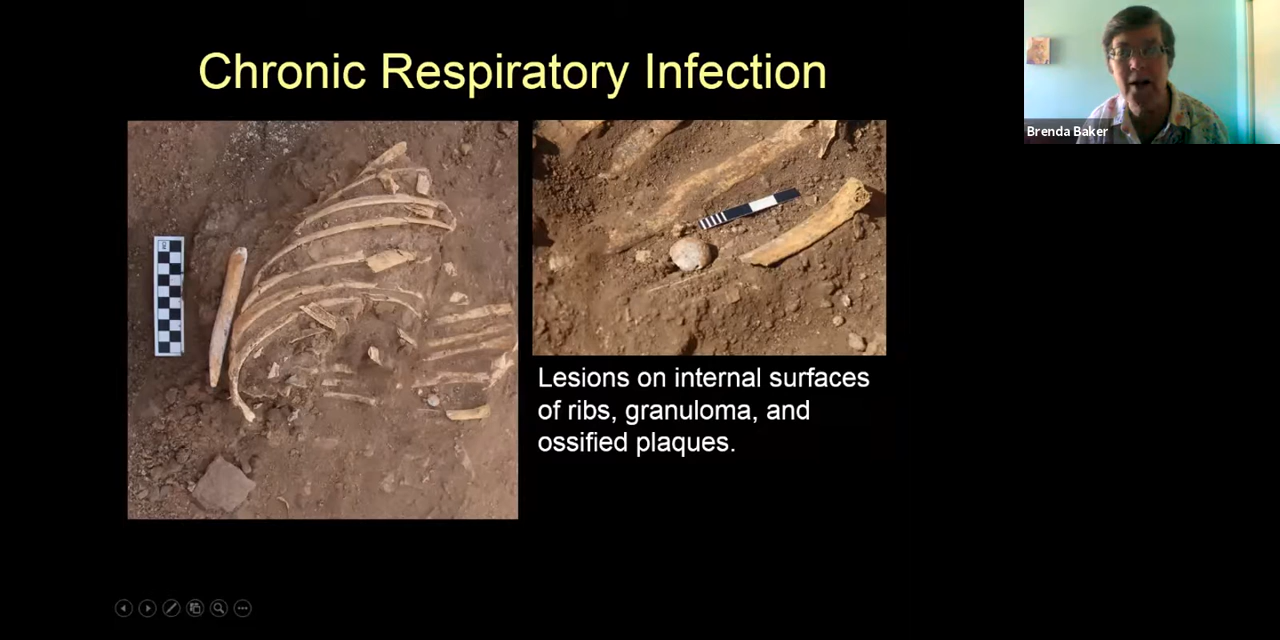 Chronic Respiratory Infection
Brenda Baker
Lesions on internal surfaces
of ribs, granuloma, and
ossified plaques.